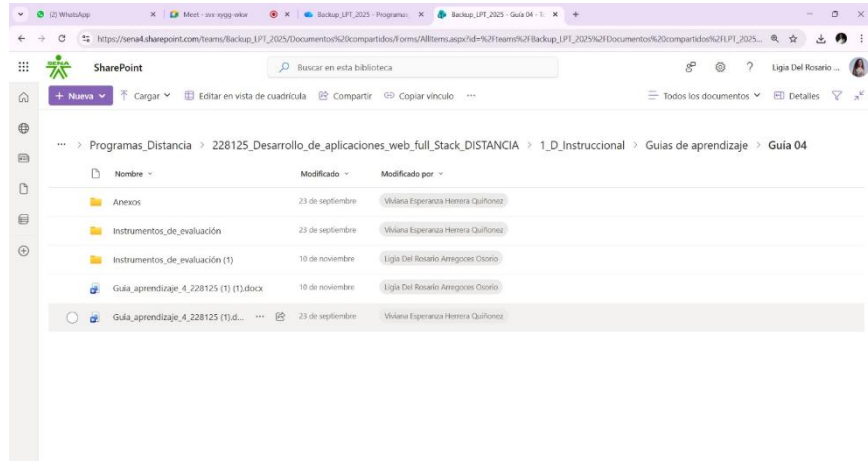 (2) WhatsApp
Meet - svx-xygg-wkw
Backup_LPT_2025 - Programas_
Backup_LPT_2025 - Guía 04 - To
https://sena4.sharepoint.com/teams/Backup_LPT_2025/Documentos%20compartidos/Forms/AllItems.aspx?id=%2Fteams%2FBackup_LPT_2025%2FDocumentos%20compartidos%2FLPT_2025...
SENA
SharePoint
Buscar en esta biblioteca
Ligia Del Rosario ...
+ Nueva
Cargar
Editar en vista de cuadrícula
Compartir
Copiar vínculo
...
Todos los documentos
Detalles
... > Programas_Distancia > 228125_Desarrollo_de_aplicaciones_web_full_Stack_DISTANCIA > 1_D_Instruccional > Guias de aprendizaje > Guía 04
Nombre Modificado Modificado por
Anexos 23 de septiembre Viviana Esperanza Herrera Quiñonez
Instrumentos_de_evaluación 23 de septiembre Viviana Esperanza Herrera Quiñonez
Instrumentos_de_evaluación (1) 10 de noviembre Ligia Del Rosario Arregoces Osorio
Guia_aprendizaje_4_228125 (1) (1).docx 10 de noviembre Ligia Del Rosario Arregoces Osorio
Guia_aprendizaje_4_228125 (1).d... ... 23 de septiembre Viviana Esperanza Herrera Quiñonez